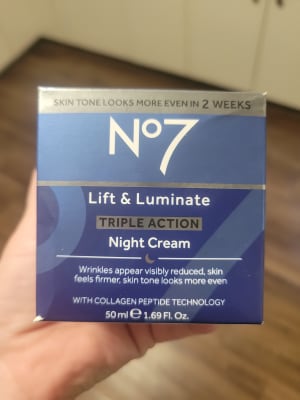 SKIN TONE LOOKS MORE EVEN IN 2 WEEKS
Nº7
Lift & Luminate
TRIPLE ACTION
Night Cream
Wrinkles appear visibly reduced, skin
feels firmer, skin tone looks more even
WITH COLLAGEN PEPTIDE TECHNOLOGY
50 ml ℮ 1.69 Fl. Oz.